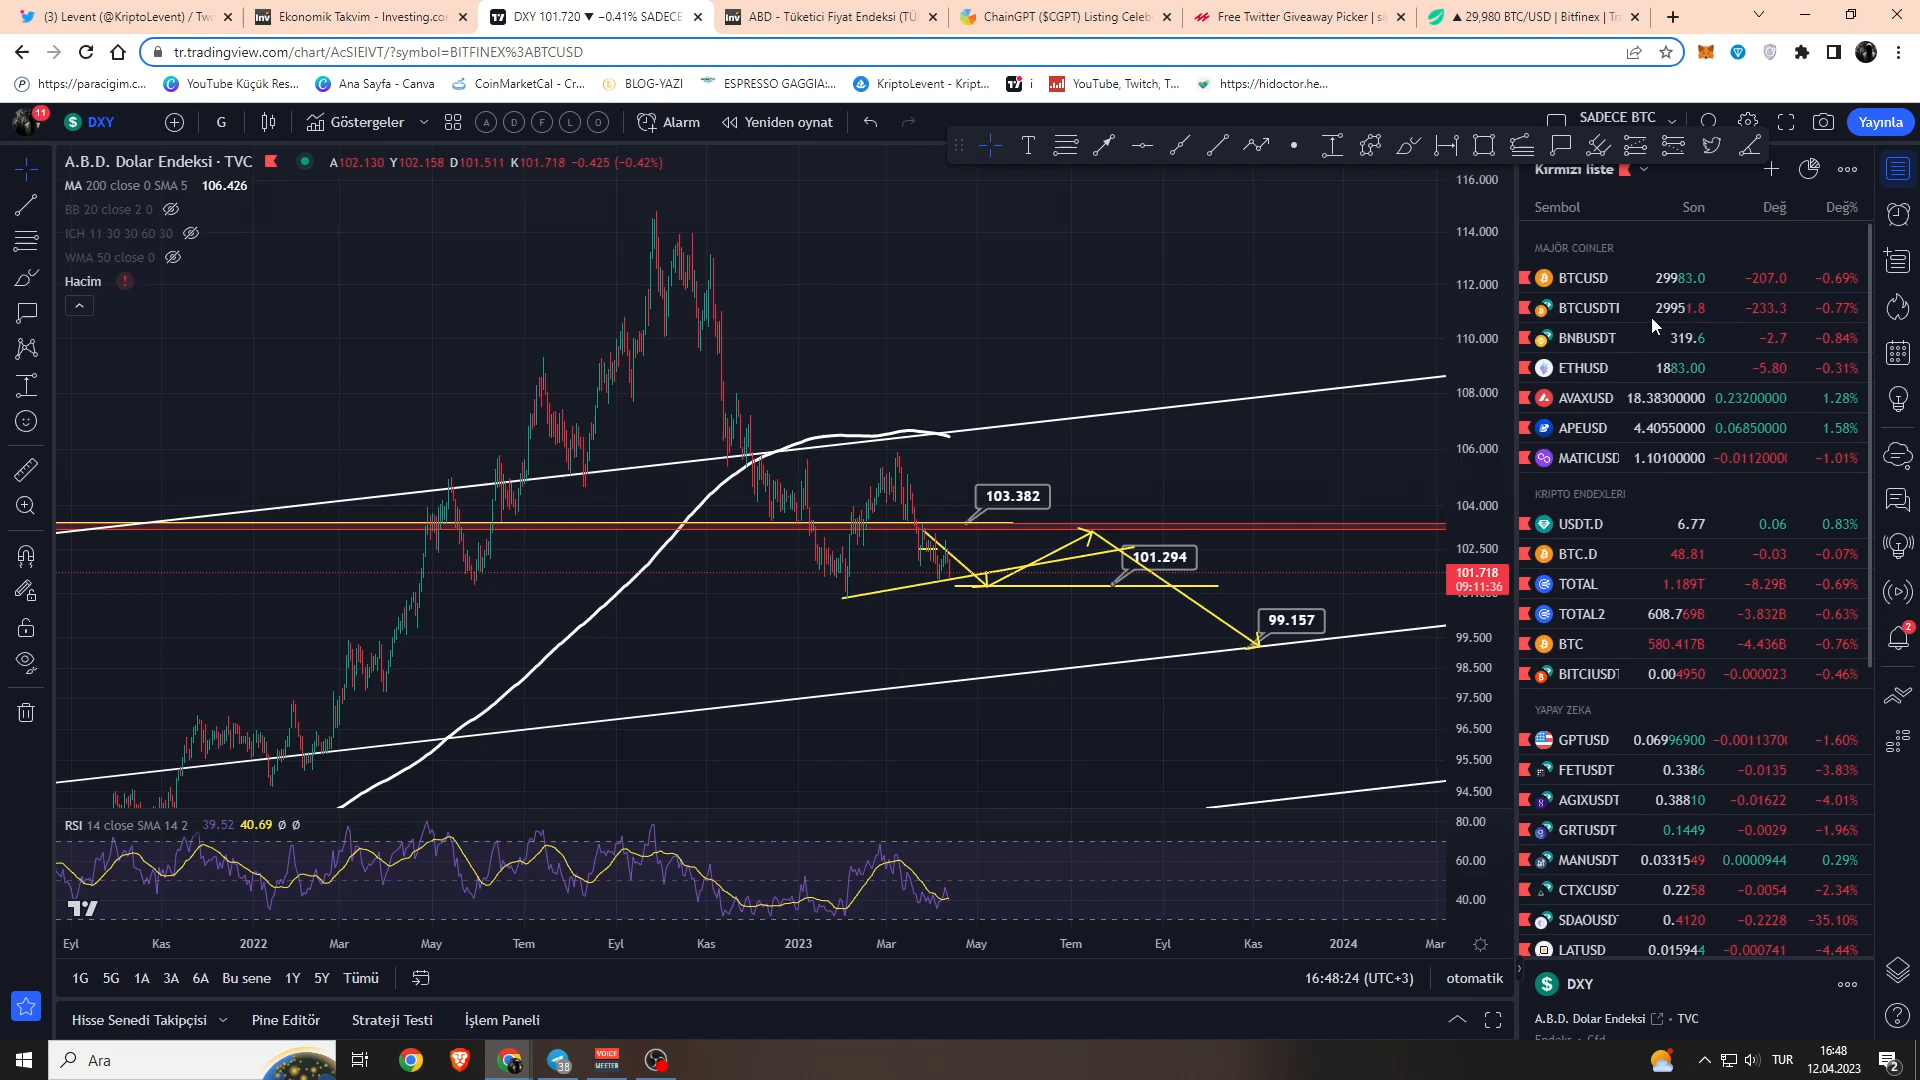 (3) Levent (@KriptoLevent) / Tw
Ekonomik Takvim - Investing.co
DXY 101.720 ▼ −0.41% SADECE
ABD - Tüketici Fiyat Endeksi (TÜ
ChainGPT ($CGPT) Listing Celeb
Free Twitter Giveaway Picker | si
▲ 29,980 BTC/USD | Bitfinex | Tr
tr.tradingview.com/chart/AcSIEIVT/?symbol=BITFINEX%3ABTCUSD
https://paracigim.c...
YouTube Küçük Res...
Ana Sayfa - Canva
CoinMarketCal - Cr...
BLOG-YAZI
ESPRESSO GAGGIA:...
KriptoLevent - Kript...
i
YouTube, Twitch, T...
https://hidoctor.he...
11
DXY
G
Göstergeler
A
D
F
L
O
Alarm
Yeniden oynat
SADECE BTC
Yayınla
A.B.D. Dolar Endeksi · TVC
A102.130 Y102.158 D101.511 K101.718 −0.425 (−0.42%)
MA 200 close 0 SMA 5 106.426
BB 20 close 2 0
ICH 11 30 30 60 30
WMA 50 close 0
Hacim
116.000
114.000
112.000
110.000
108.000
106.000
104.000
102.500
101.718
09:11:36
99.500
98.500
97.500
96.500
95.500
94.500
103.382
101.294
99.157
RSI 14 close SMA 14 2 39.52 40.69 Ø Ø
80.00
60.00
40.00
Eyl Kas 2022 Mar May Tem Eyl Kas 2023 Mar May Tem Eyl Kas 2024 Mar
1G 5G 1A 3A 6A Bu sene 1Y 5Y Tümü
16:48:24 (UTC+3)
otomatik
Hisse Senedi Takipçisi
Pine Editör
Strateji Testi
İşlem Paneli
Kırmızı liste
Sembol Son Değ Değ%
MAJÖR COINLER
BTCUSD 29983.0 −207.0 −0.69%
BTCUSDTI 29951.8 −233.3 −0.77%
BNBUSDT 319.6 −2.7 −0.84%
ETHUSD 1883.00 −5.80 −0.31%
AVAXUSD 18.38300000 0.23200000 1.28%
APEUSD 4.40550000 0.06850000 1.58%
MATICUSD 1.10100000 −0.0112000 −1.01%
KRIPTO ENDEXLERI
USDT.D 6.77 0.06 0.83%
BTC.D 48.81 −0.03 −0.07%
TOTAL 1.189T −8.29B −0.69%
TOTAL2 608.769B −3.832B −0.63%
BTC 580.417B −4.436B −0.76%
BITCIUSDT 0.004950 −0.000023 −0.46%
YAPAY ZEKA
GPTUSD 0.06996900 −0.0011370 −1.60%
FETUSDT 0.3386 −0.0135 −3.83%
AGIXUSDT 0.38810 −0.01622 −4.01%
GRTUSDT 0.1449 −0.0029 −1.96%
MANUSDT 0.0331549 0.0000944 0.29%
CTXCUSDT 0.2258 −0.0054 −2.34%
SDAOUSDT 0.4120 −0.2228 −35.10%
LATUSD 0.015944 −0.000741 −4.44%
DXY
A.B.D. Dolar Endeksi • TVC
2
Ara
38
VOICE
MEETER
TUR
16:48
12.04.2023
2